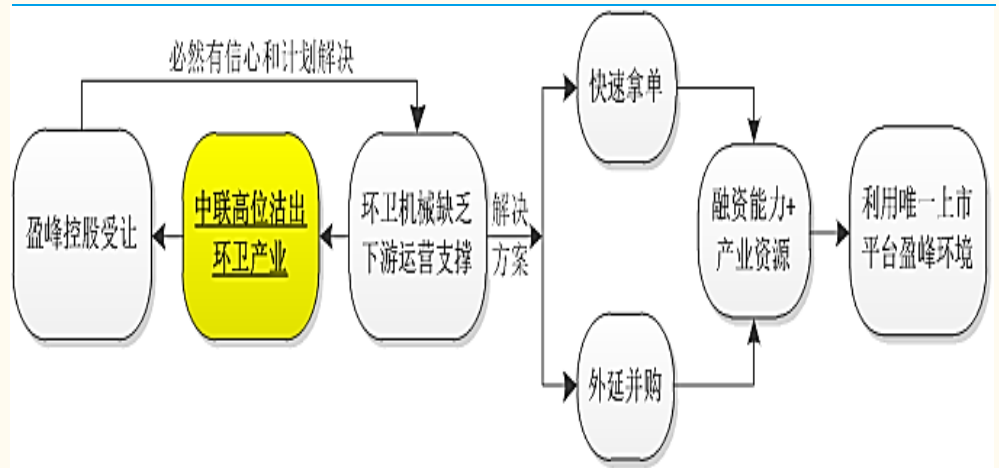 必然有信心和计划解决
盈峰控股受让
中联高位沽出
环卫产业
环卫机械缺乏
下游运营支撑
解决
方案
快速拿单
外延并购
融资能力+
产业资源
利用唯一上市
平台盈峰环境